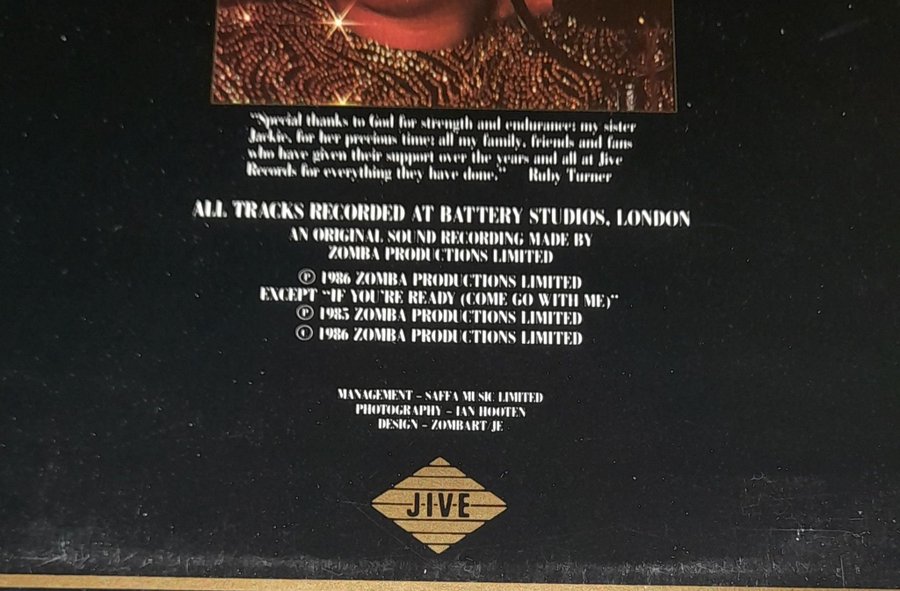 "Special thanks to God for strength and endurance; my sister
Jackie, for her precious time; all my family, friends and fans
who have given their support over the years and all at Jive
Records for everything they have done." Ruby Turner
ALL TRACKS RECORDED AT BATTERY STUDIOS, LONDON
AN ORIGINAL SOUND RECORDING MADE BY
ZOMBA PRODUCTIONS LIMITED
℗ 1986 ZOMBA PRODUCTIONS LIMITED
EXCEPT "IF YOU'RE READY (COME GO WITH ME)"
℗ 1985 ZOMBA PRODUCTIONS LIMITED
© 1986 ZOMBA PRODUCTIONS LIMITED
MANAGEMENT – SAFFA MUSIC LIMITED
PHOTOGRAPHY – IAN HOOTEN
DESIGN – ZOMBART JE
J·I·V·E